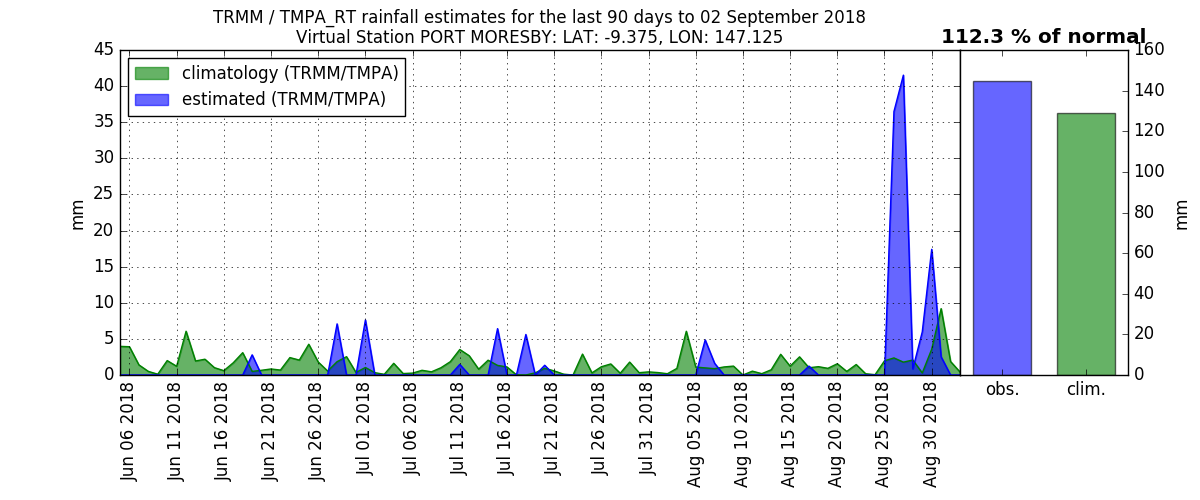 TRMM / TMPA_RT rainfall estimates for the last 90 days to 02 September 2018
Virtual Station PORT MORESBY: LAT: -9.375, LON: 147.125
112.3 % of normal
climatology (TRMM/TMPA)
estimated (TRMM/TMPA)
45
40
35
30
25
20
15
10
5
0
mm
Jun 06 2018
Jun 11 2018
Jun 16 2018
Jun 21 2018
Jun 26 2018
Jul 01 2018
Jul 06 2018
Jul 11 2018
Jul 16 2018
Jul 21 2018
Jul 26 2018
Jul 31 2018
Aug 05 2018
Aug 10 2018
Aug 15 2018
Aug 20 2018
Aug 25 2018
Aug 30 2018
obs.
clim.
160
140
120
100
80
60
40
20
0
mm